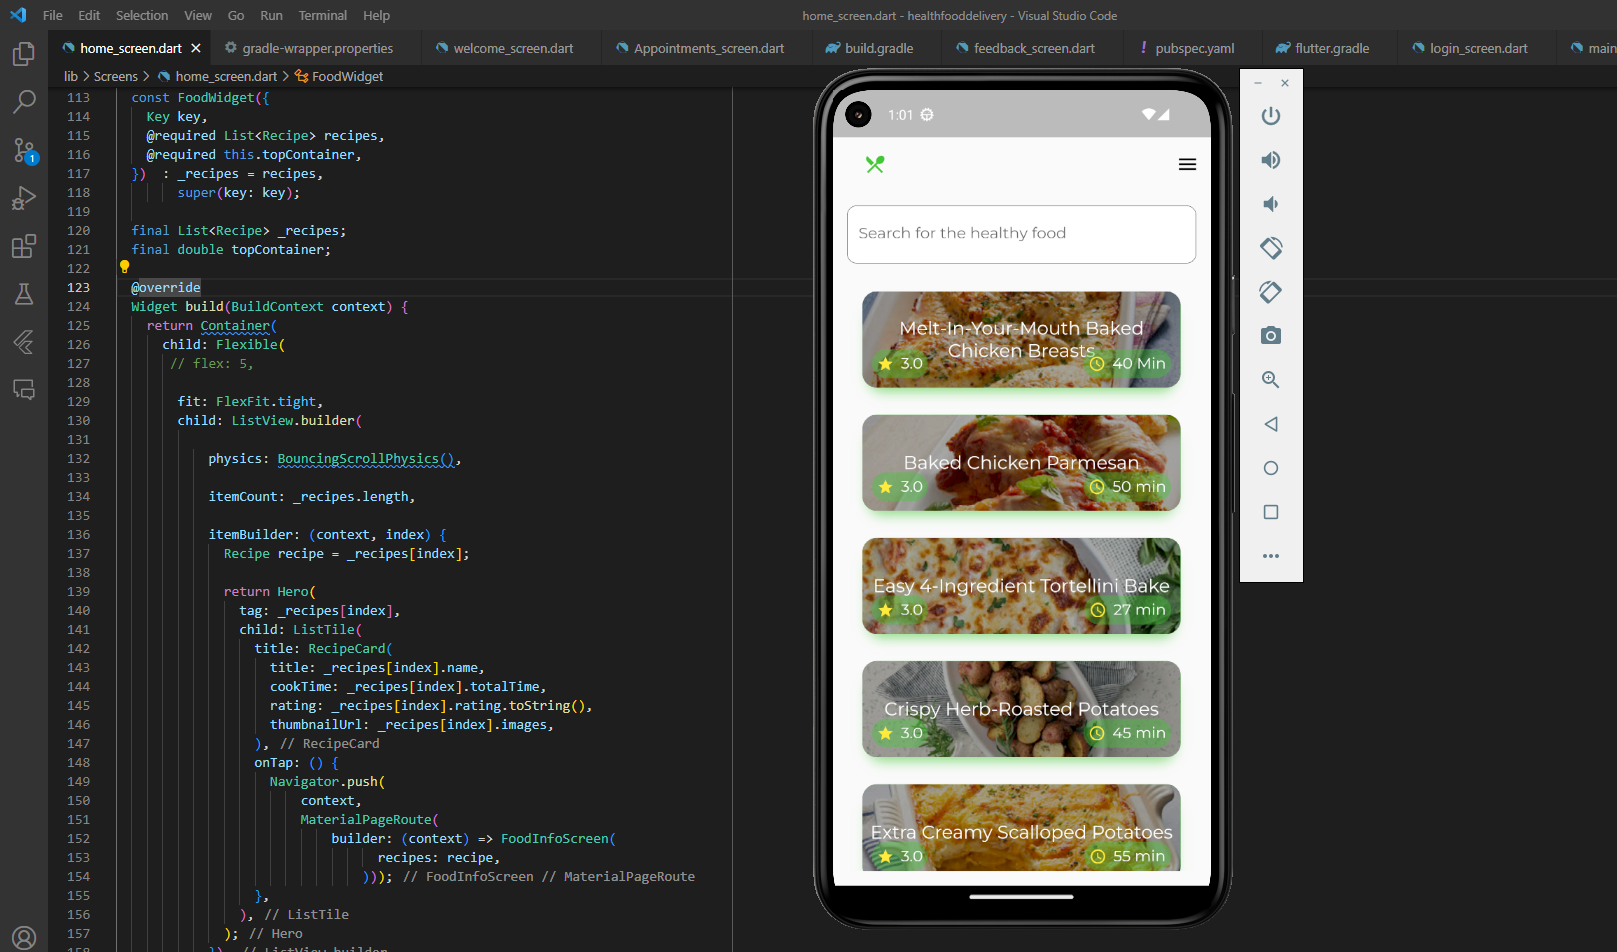 File Edit Selection View Go Run Terminal Help
home_screen.dart - healthfooddelivery - Visual Studio Code
home_screen.dart gradle-wrapper.properties welcome_screen.dart Appointments_screen.dart build.gradle feedback_screen.dart ! pubspec.yaml flutter.gradle login_screen.dart main
lib > Screens > home_screen.dart > FoodWidget
113 const FoodWidget({
114 Key key,
115 @required List<Recipe> recipes,
116 @required this.topContainer,
117 }) : _recipes = recipes,
118 super(key: key);
119
120 final List<Recipe> _recipes;
121 final double topContainer;
122
123 @override
124 Widget build(BuildContext context) {
125 return Container(
126 child: Flexible(
127 // flex: 5,
128
129 fit: FlexFit.tight,
130 child: ListView.builder(
131
132 physics: BouncingScrollPhysics(),
133
134 itemCount: _recipes.length,
135
136 itemBuilder: (context, index) {
137 Recipe recipe = _recipes[index];
138
139 return Hero(
140 tag: _recipes[index],
141 child: ListTile(
142 title: RecipeCard(
143 title: _recipes[index].name,
144 cookTime: _recipes[index].totalTime,
145 rating: _recipes[index].rating.toString(),
146 thumbnailUrl: _recipes[index].images,
147 ), // RecipeCard
148 onTap: () {
149 Navigator.push(
150 context,
151 MaterialPageRoute(
152 builder: (context) => FoodInfoScreen(
153 recipes: recipe,
154 ))); // FoodInfoScreen // MaterialPageRoute
155 },
156 ), // ListTile
157 ); // Hero
158 }), // ListView.builder
1
1:01
Search for the healthy food
Melt-In-Your-Mouth Baked
Chicken Breasts
3.0 40 Min
Baked Chicken Parmesan
3.0 50 min
Easy 4-Ingredient Tortellini Bake
3.0 27 min
Crispy Herb-Roasted Potatoes
3.0 45 min
Extra Creamy Scalloped Potatoes
3.0 55 min